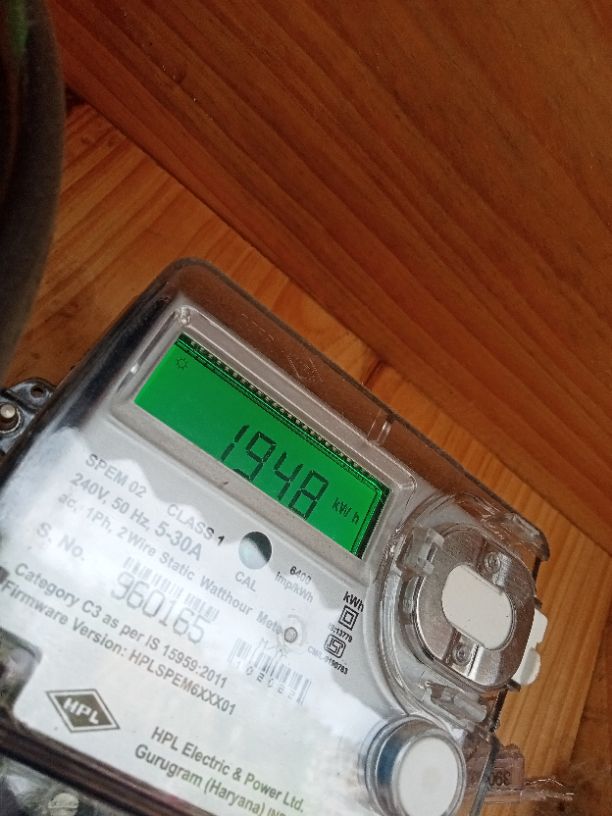 1948 kWh
SPEM 02 CLASS 1
240V, 50 Hz, 5-30A
ac, 1Ph, 2 Wire Static Watthour Meter
CAL
6400
Imp/kWh
kWh
S. No.
960165
Category C3 as per IS 15959:2011
Firmware Version: HPLSPEM6XXX01
HPL
HPL Electric & Power Ltd.
Gurugram (Haryana)